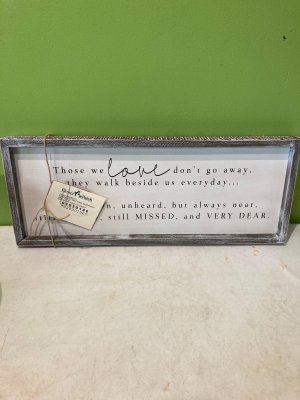 Those we love don't go away,
they walk beside us everyday...
unheard, but always near,
still MISSED, and VERY DEAR.